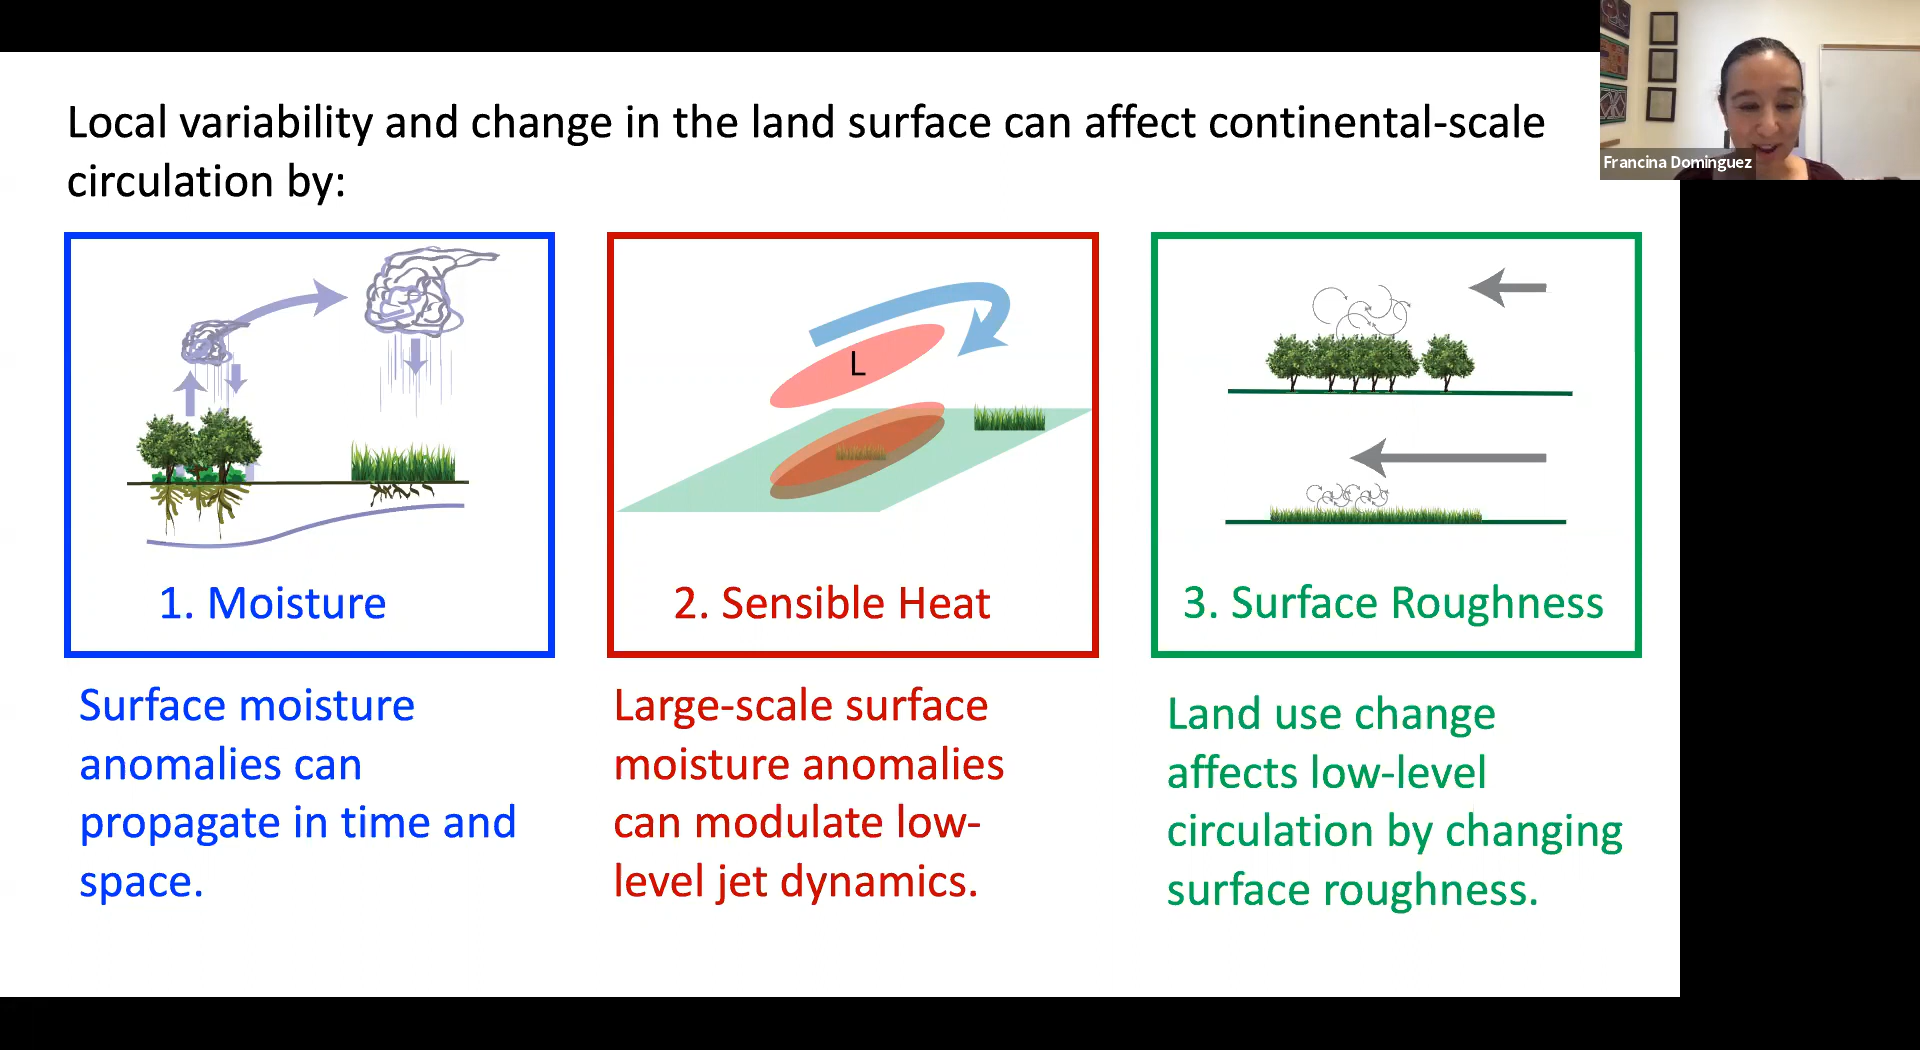 Local variability and change in the land surface can affect continental-scale
circulation by:
Francina Dominguez
L
1. Moisture
2. Sensible Heat
3. Surface Roughness
Surface moisture
anomalies can
propagate in time and
space.
Large-scale surface
moisture anomalies
can modulate low-
level jet dynamics.
Land use change
affects low-level
circulation by changing
surface roughness.